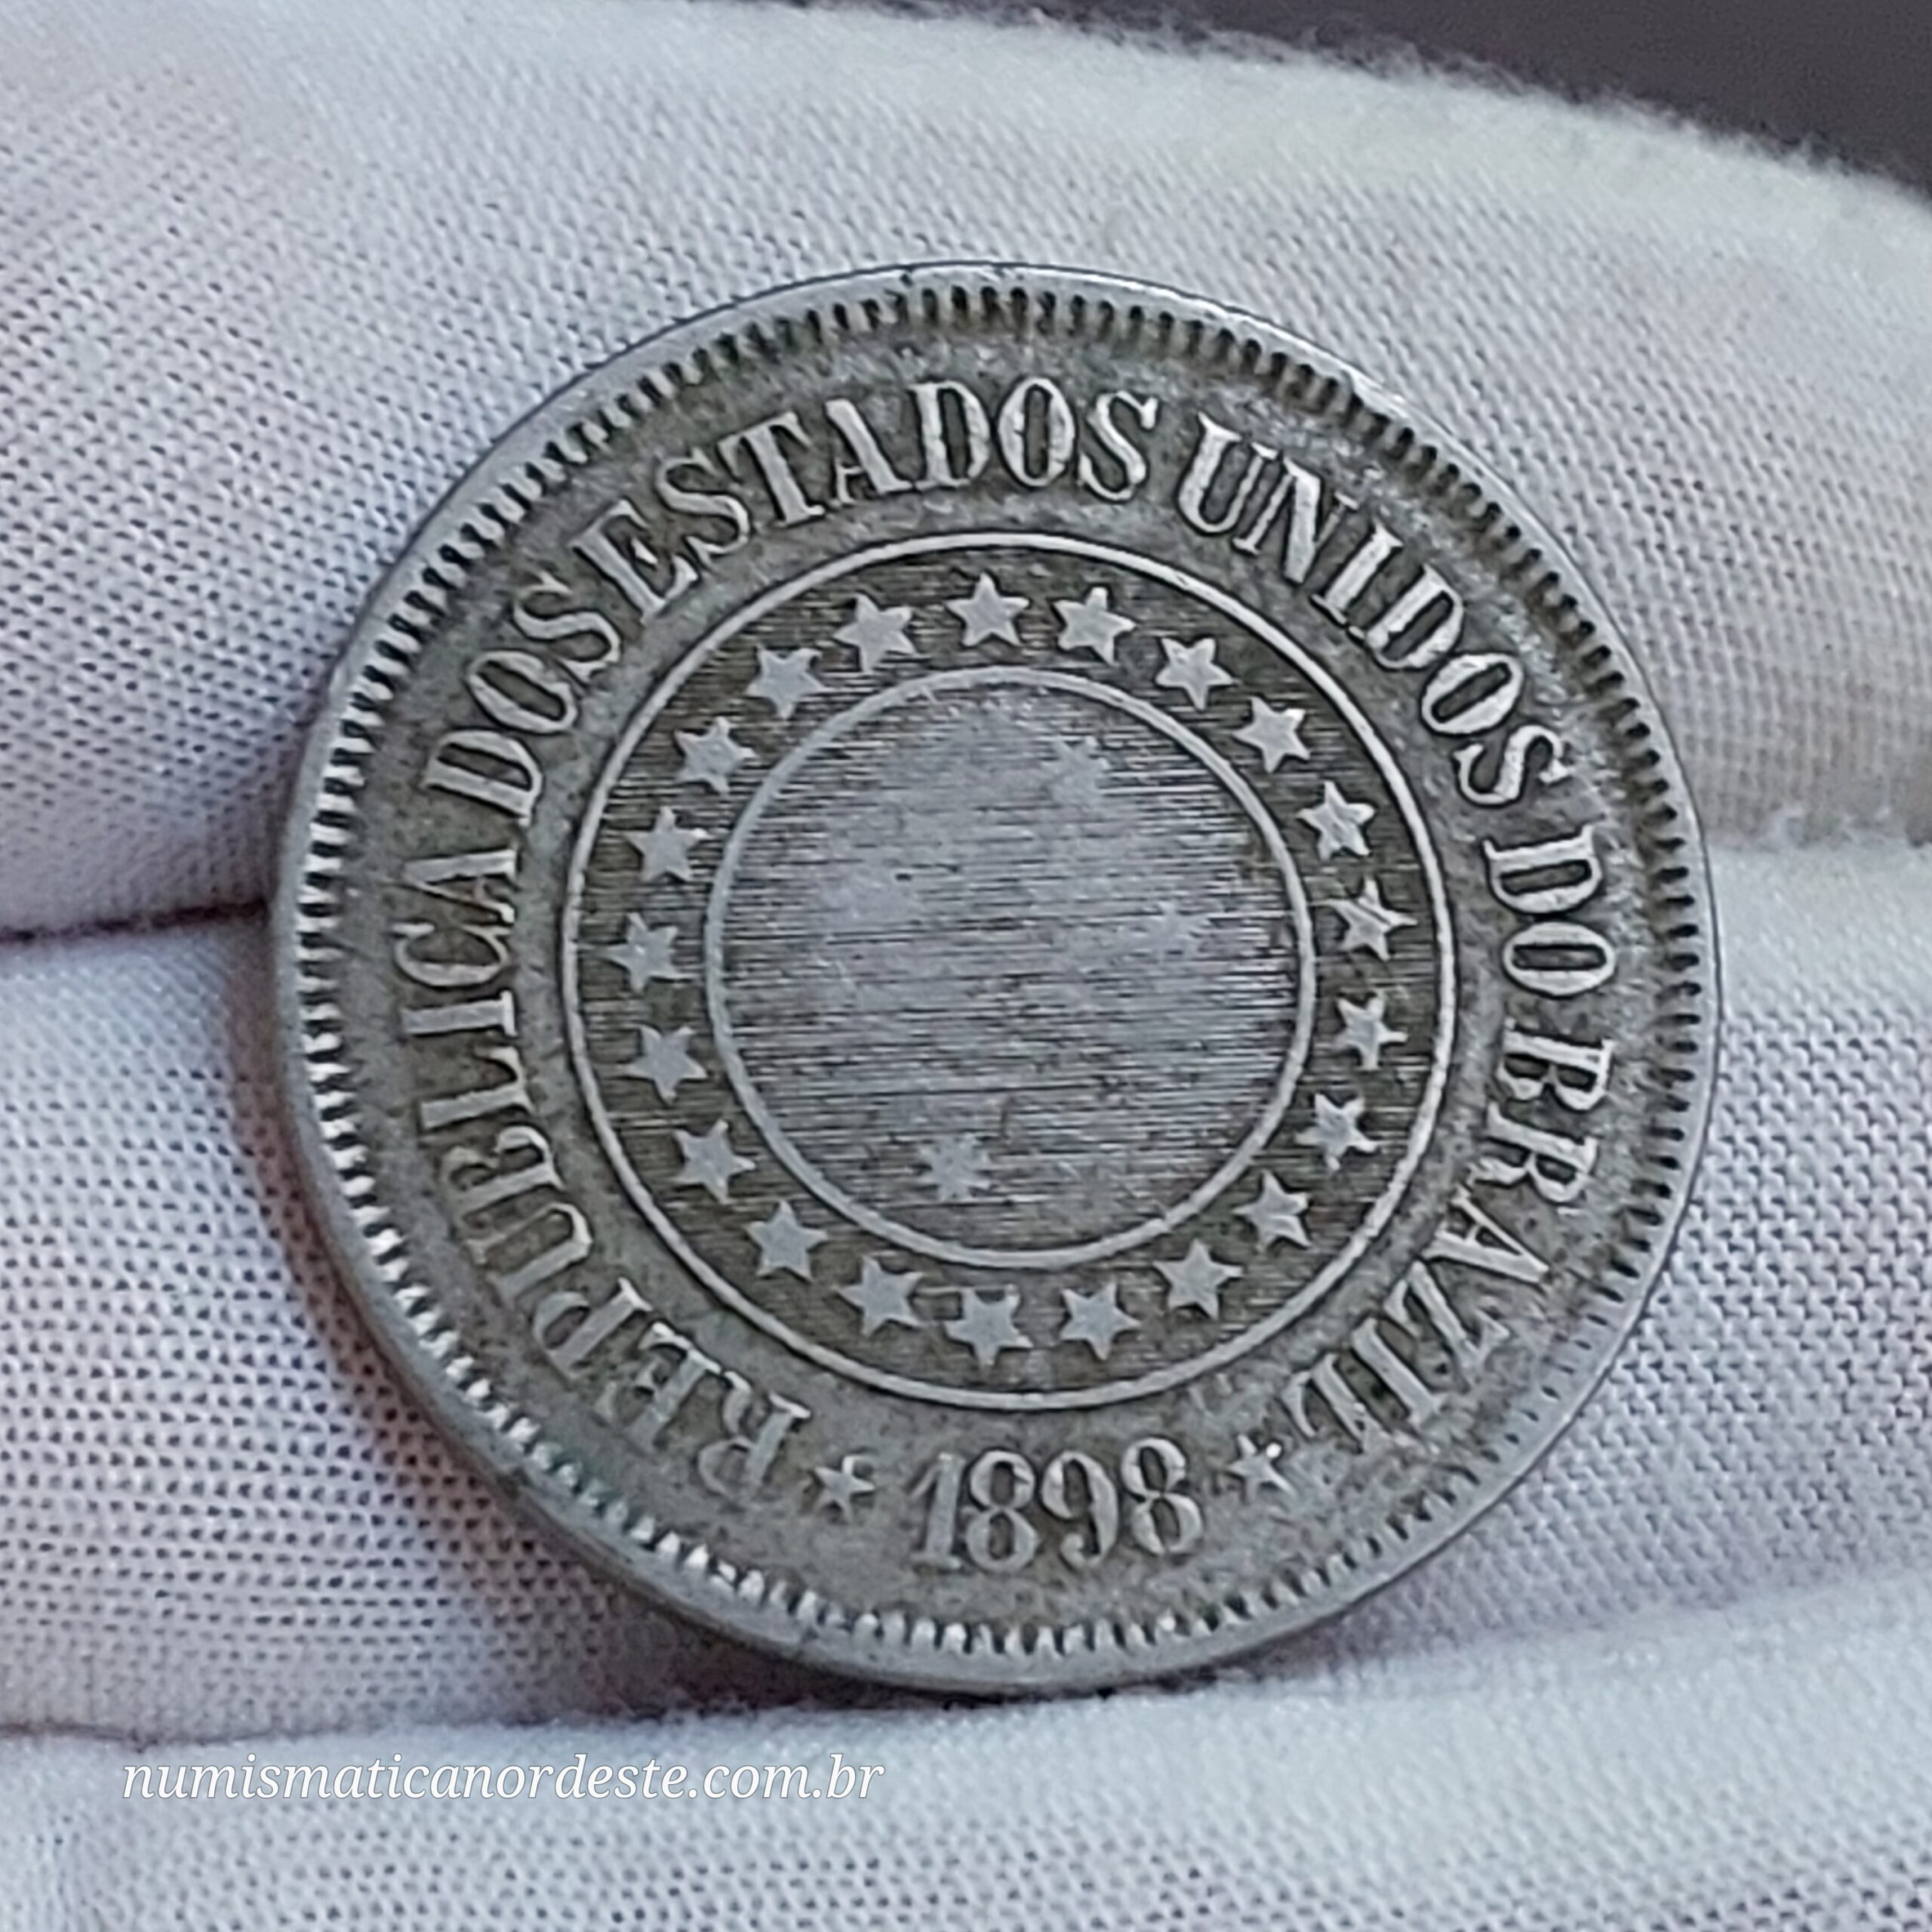 REPUBLICA DOS ESTADOS UNIDOS DO BRAZIL
★ 1898 ★
numismaticanordeste.com.br